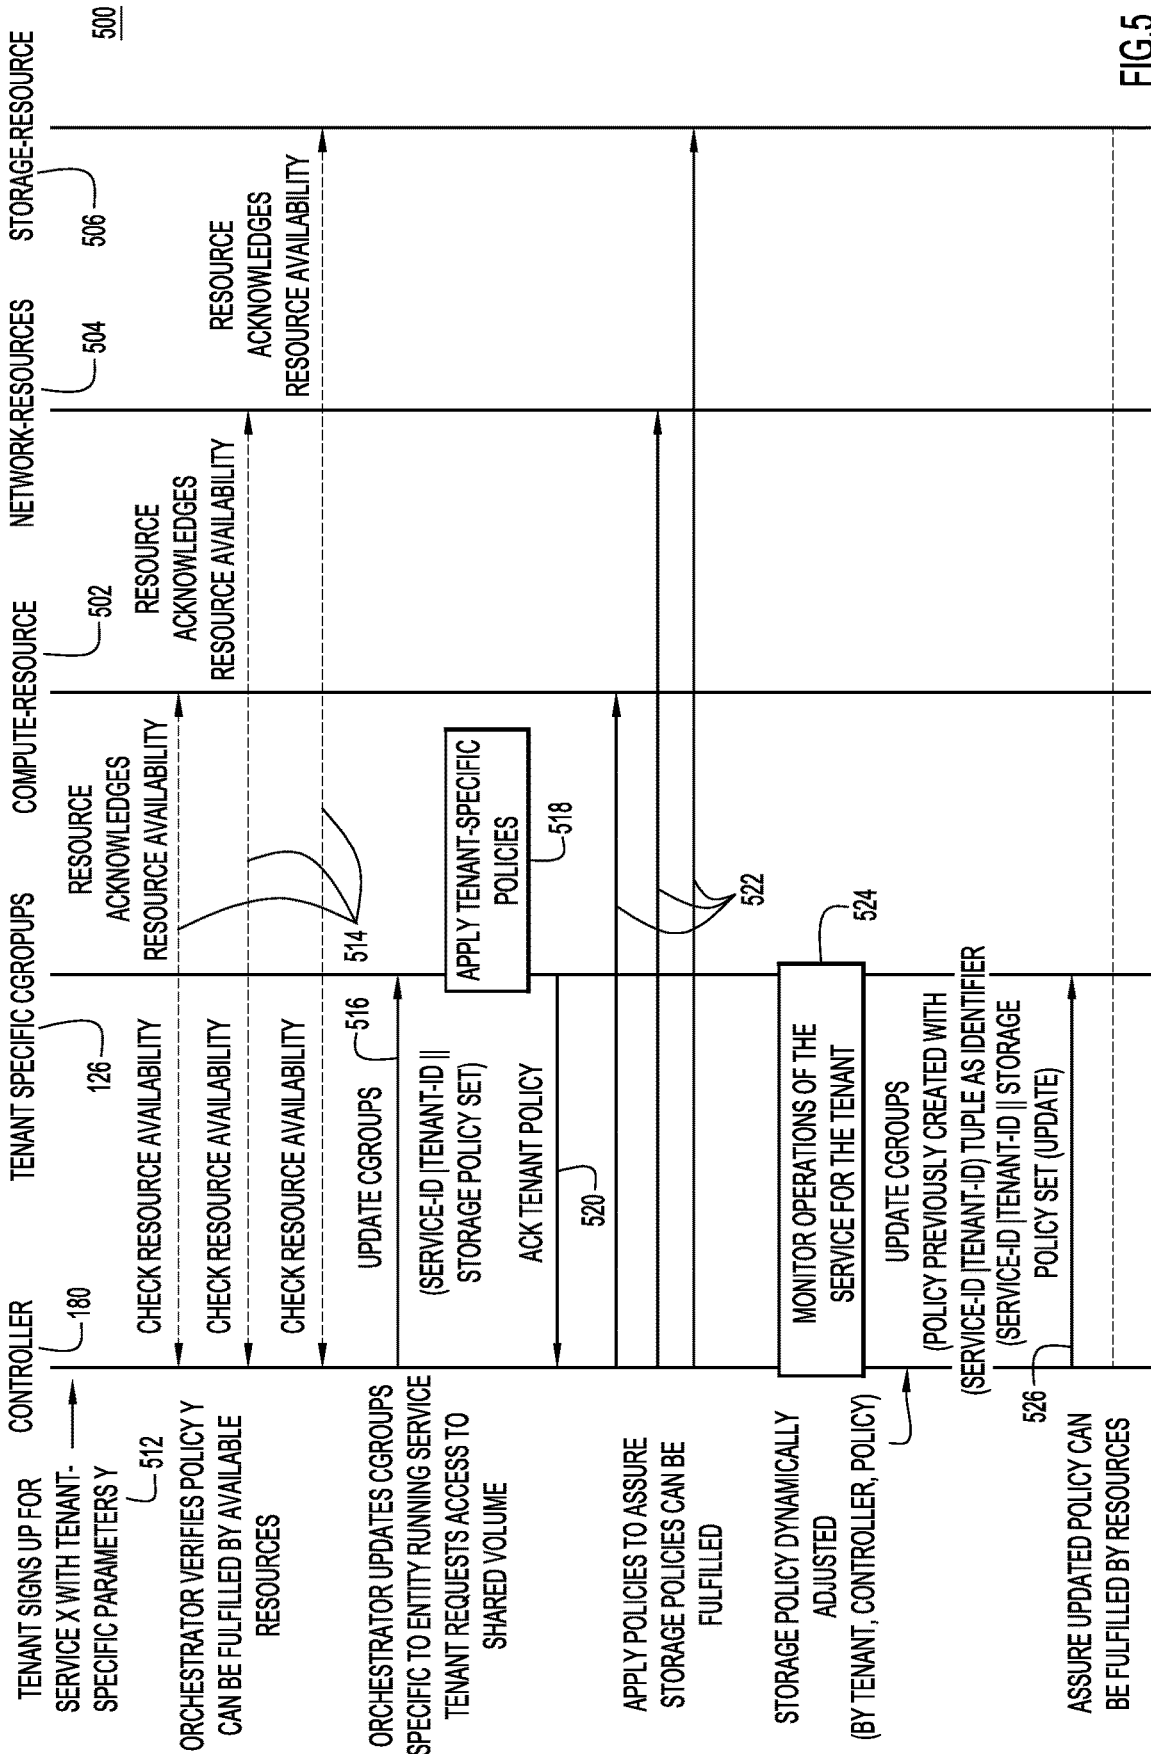 500
TENANT SIGNS UP FOR
SERVICE X WITH TENANT-
SPECIFIC PARAMETERS Y
512
CONTROLLER
180
TENANT SPECIFIC CGROPUPS
126
COMPUTE-RESOURCE
502
NETWORK-RESOURCES
504
STORAGE-RESOURCE
506
ORCHESTRATOR VERIFIES POLICY Y
CAN BE FULFILLED BY AVAILABLE
RESOURCES
CHECK RESOURCE AVAILABILITY
RESOURCE
ACKNOWLEDGES
RESOURCE AVAILABILITY
CHECK RESOURCE AVAILABILITY
RESOURCE
ACKNOWLEDGES
RESOURCE AVAILABILITY
CHECK RESOURCE AVAILABILITY
RESOURCE
ACKNOWLEDGES
RESOURCE AVAILABILITY
514
ORCHESTRATOR UPDATES CGROUPS
SPECIFIC TO ENTITY RUNNING SERVICE
TENANT REQUESTS ACCESS TO
SHARED VOLUME
UPDATE CGROUPS
516
(SERVICE-ID |TENANT-ID ||
STORAGE POLICY SET)
APPLY TENANT-SPECIFIC
POLICIES
518
ACK TENANT POLICY
520
APPLY POLICIES TO ASSURE
STORAGE POLICIES CAN BE
FULFILLED
522
STORAGE POLICY DYNAMICALLY
ADJUSTED
(BY TENANT, CONTROLLER, POLICY)
MONITOR OPERATIONS OF THE
SERVICE FOR THE TENANT
524
UPDATE CGROUPS
(POLICY PREVIOUSLY CREATED WITH
(SERVICE-ID |TENANT-ID) TUPLE AS IDENTIFIER
(SERVICE-ID |TENANT-ID || STORAGE
POLICY SET (UPDATE)
526
ASSURE UPDATED POLICY CAN
BE FULFILLED BY RESOURCES
FIG.5